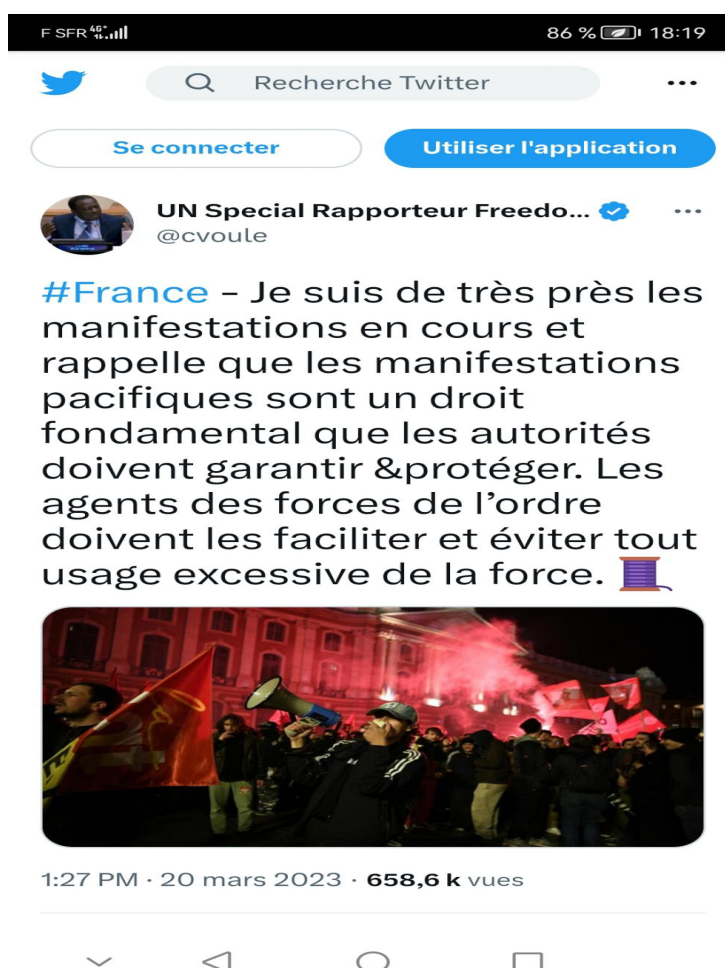 F SFR 4G+
86 % 18:19
Recherche Twitter
Se connecter
Utiliser l'application
UN Special Rapporteur Freedo...
@cvoule
#France - Je suis de très près les
manifestations en cours et
rappelle que les manifestations
pacifiques sont un droit
fondamental que les autorités
doivent garantir &protéger. Les
agents des forces de l’ordre
doivent les faciliter et éviter tout
usage excessive de la force.
1:27 PM · 20 mars 2023 · 658,6 k vues